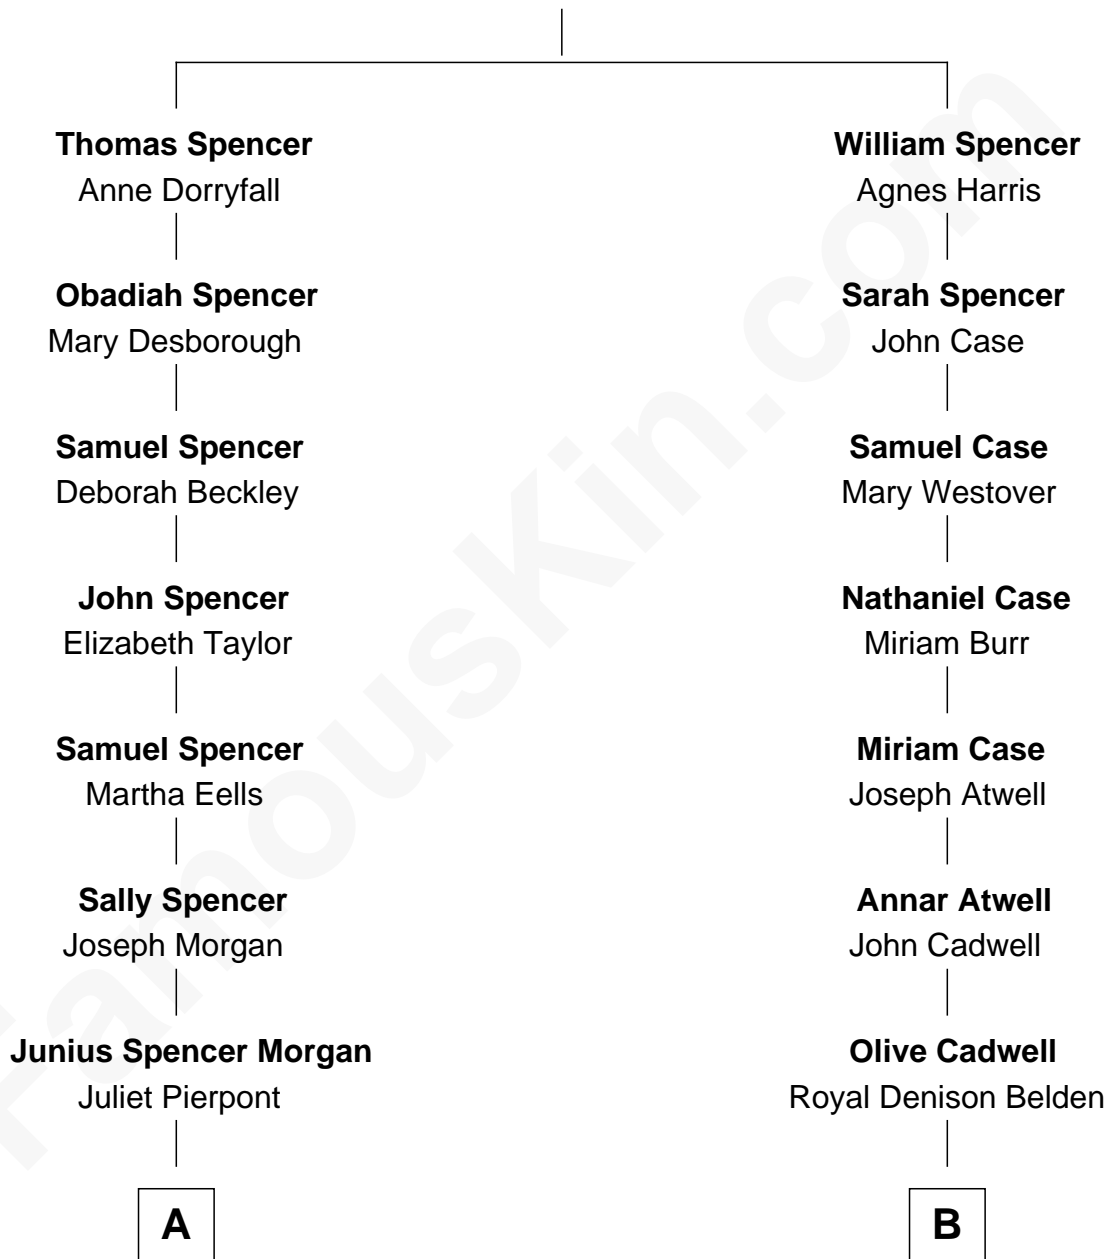 Thomas Spencer
Anne Dorryfall
William Spencer
Agnes Harris
Obadiah Spencer
Mary Desborough
Sarah Spencer
John Case
Samuel Spencer
Deborah Beckley
Samuel Case
Mary Westover
John Spencer
Elizabeth Taylor
Nathaniel Case
Miriam Burr
Samuel Spencer
Martha Eells
Miriam Case
Joseph Atwell
Sally Spencer
Joseph Morgan
Annar Atwell
John Cadwell
Junius Spencer Morgan
Juliet Pierpont
Olive Cadwell
Royal Denison Belden
A
B
FamousKin.com